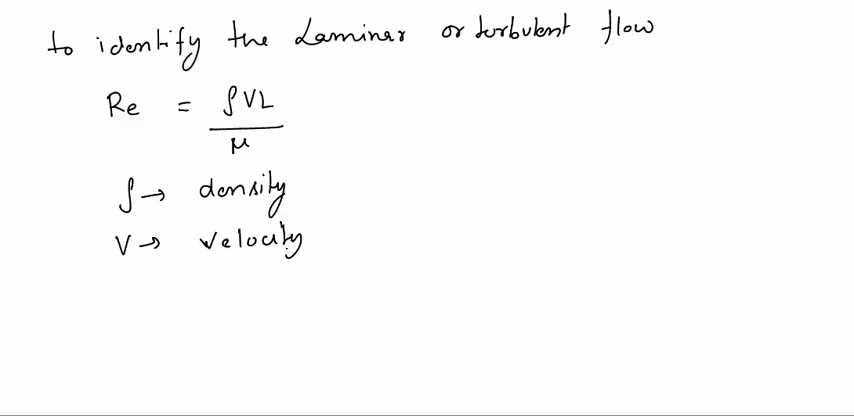 to identify the Laminar or turbulent flow
Re = ρVL
μ
ρ → density
V → velocity